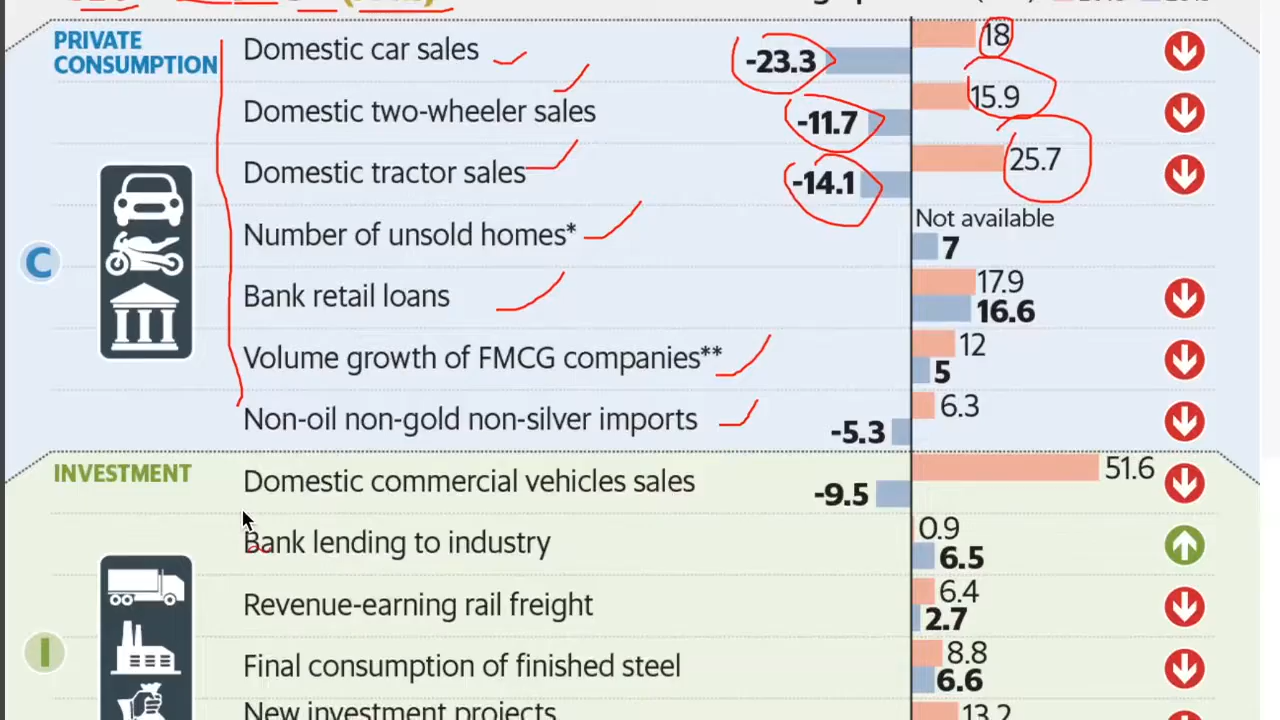 PRIVATE
CONSUMPTION
Domestic car sales -23.3 18
Domestic two-wheeler sales -11.7 15.9
Domestic tractor sales -14.1 25.7
Number of unsold homes* Not available
7
C
Bank retail loans 17.9
16.6
Volume growth of FMCG companies** 12
5
Non-oil non-gold non-silver imports -5.3 6.3
INVESTMENT
Domestic commercial vehicles sales -9.5 51.6
Bank lending to industry 0.9
6.5
Revenue-earning rail freight 6.4
2.7
I
Final consumption of finished steel 8.8
6.6
New investment projects 13.2